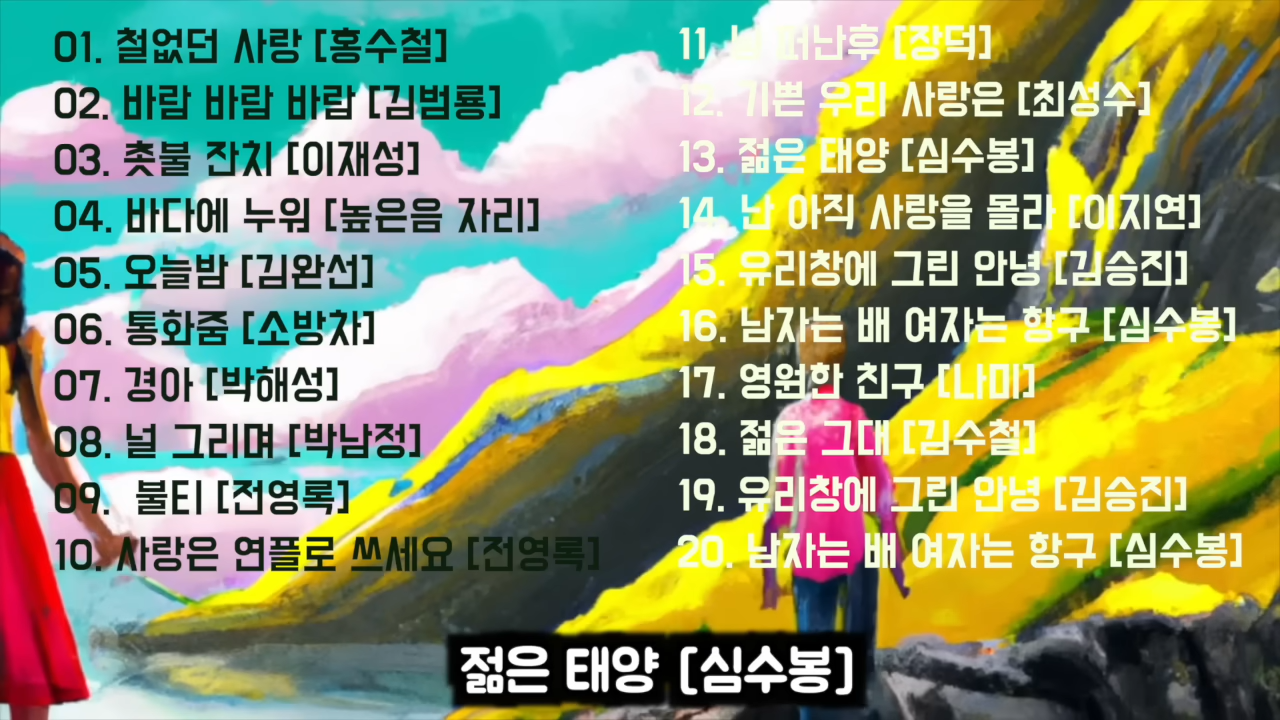 01. 철없던 사랑 [홍수철]
02. 바람 바람 바람 [김범룡]
03. 촛불 잔치 [이재성]
04. 바다에 누워 [높은음 자리]
05. 오늘밤 [김완선]
06. 통화줌 [소방차]
07. 경아 [박해성]
08. 널 그리며 [박남정]
09. 불티 [전영록]
10. 사랑은 연플로 쓰세요 [전영록]
11. 님 떠난후 [장덕]
12. 기쁜 우리 사랑은 [최성수]
13. 젊은 태양 [심수봉]
14. 난 아직 사랑을 몰라 [이지연]
15. 유리창에 그린 안녕 [김승진]
16. 남자는 배 여자는 항구 [심수봉]
17. 영원한 친구 [나미]
18. 젊은 그대 [김수철]
19. 유리창에 그린 안녕 [김승진]
20. 남자는 배 여자는 항구 [심수봉]
젊은 태양 [심수봉]